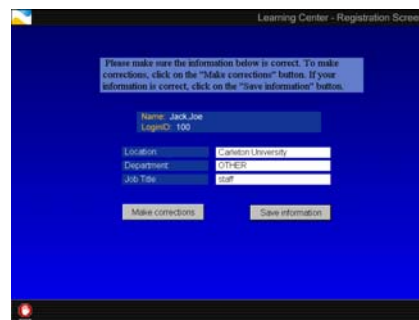 Learning Center - Registration Scree
Please make sure the information below is correct. To make
corrections, click on the "Make corrections" button. If your
information is correct, click on the "Save information" button.
Name: Jack.Joe
LoginID: 100
Location: Carleton University
Department: OTHER
Job Title: staff
Make corrections Save information